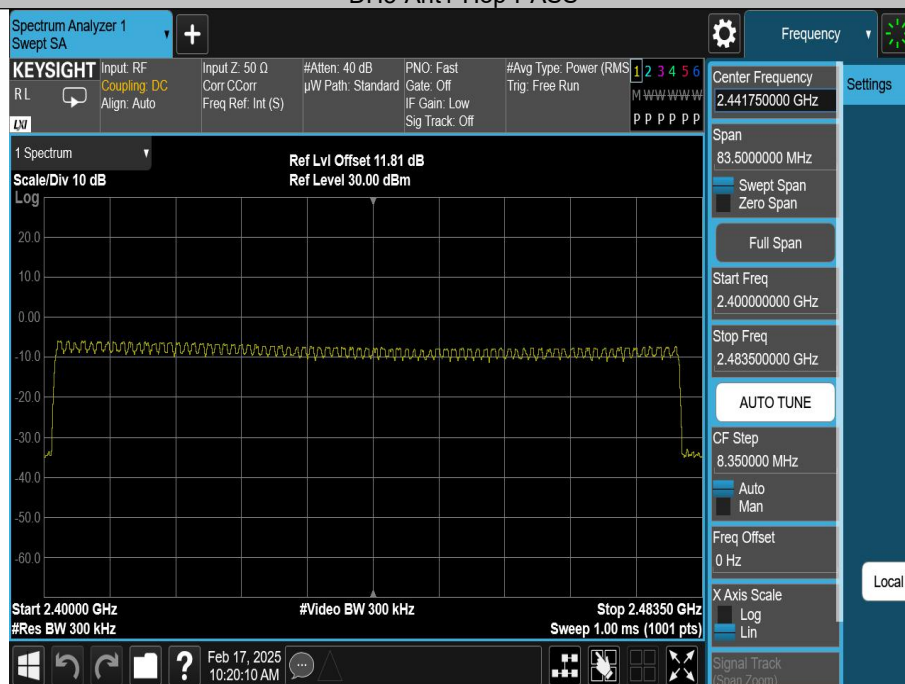 Spectrum Analyzer 1
Swept SA
+
Frequency
KEYSIGHT
RL
LXI
Input: RF
Coupling: DC
Align: Auto
Input Z: 50 Ω
Corr CCorr
Freq Ref: Int (S)
#Atten: 40 dB
µW Path: Standard
PNO: Fast
Gate: Off
IF Gain: Low
Sig Track: Off
#Avg Type: Power (RMS
Trig: Free Run
1 2 3 4 5 6
M W W W W W
P P P P P P
1 Spectrum
Scale/Div 10 dB
Ref Lvl Offset 11.81 dB
Ref Level 30.00 dBm
Log
20.0
10.0
0.00
-10.0
-20.0
-30.0
-40.0
-50.0
-60.0
Start 2.40000 GHz
#Res BW 300 kHz
#Video BW 300 kHz
Stop 2.48350 GHz
Sweep 1.00 ms (1001 pts)
Feb 17, 2025
10:20:10 AM
?
Center Frequency
2.441750000 GHz
Settings
Span
83.5000000 MHz
Swept Span
Zero Span
Full Span
Start Freq
2.400000000 GHz
Stop Freq
2.483500000 GHz
AUTO TUNE
CF Step
8.350000 MHz
Auto
Man
Freq Offset
0 Hz
Local
X Axis Scale
Log
Lin
Signal Track
(Span Zoom)